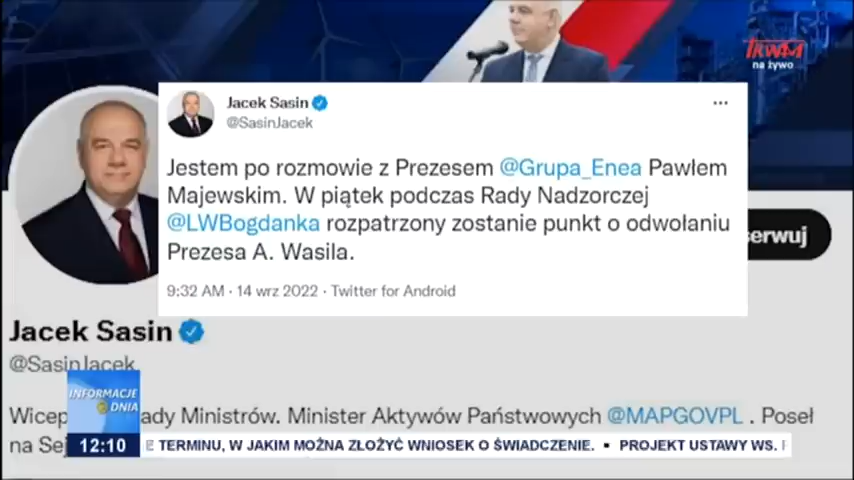 TRWAM
na żywo
Jacek Sasin
@SasinJacek
Jestem po rozmowie z Prezesem @Grupa_Enea Pawłem
Majewskim. W piątek podczas Rady Nadzorczej
@LWBogdanka rozpatrzony zostanie punkt o odwołaniu
Prezesa A. Wasila.
9:32 AM · 14 wrz 2022 · Twitter for Android
erwuj
Jacek Sasin
@SasinJacek
Wicep ady Ministrów. Minister Aktywów Państwowych @MAPGOVPL . Poseł
na Sej
INFORMACJE
DNIA
12:10
E TERMINU, W JAKIM MOŻNA ZŁOŻYĆ WNIOSEK O ŚWIADCZENIE. ▪ PROJEKT USTAWY WS.